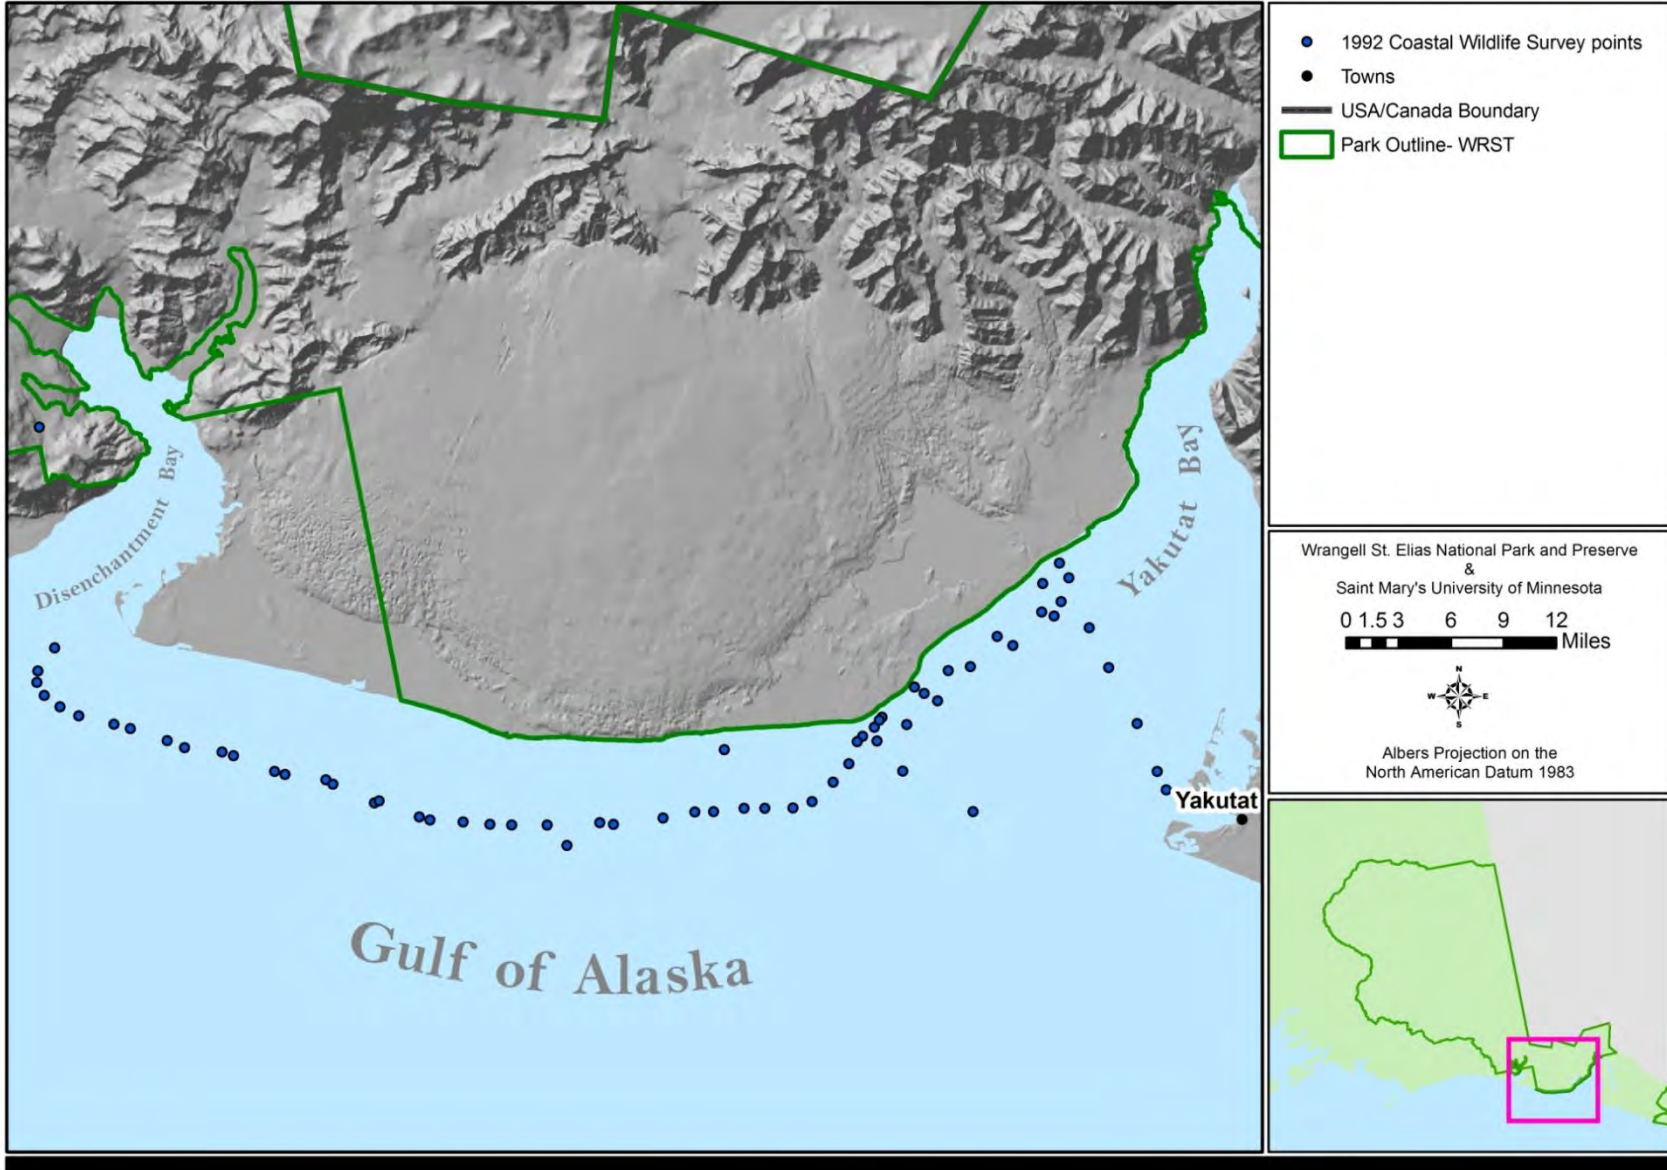 1992 Coastal Wildlife Survey points
Towns
USA/Canada Boundary
Park Outline- WRST
Disenchantment Bay
Yakutat Bay
Yakutat
Gulf of Alaska
Wrangell St. Elias National Park and Preserve
&
Saint Mary's University of Minnesota
0 1.5 3 6 9 12
Miles
N
W E
S
Albers Projection on the
North American Datum 1983